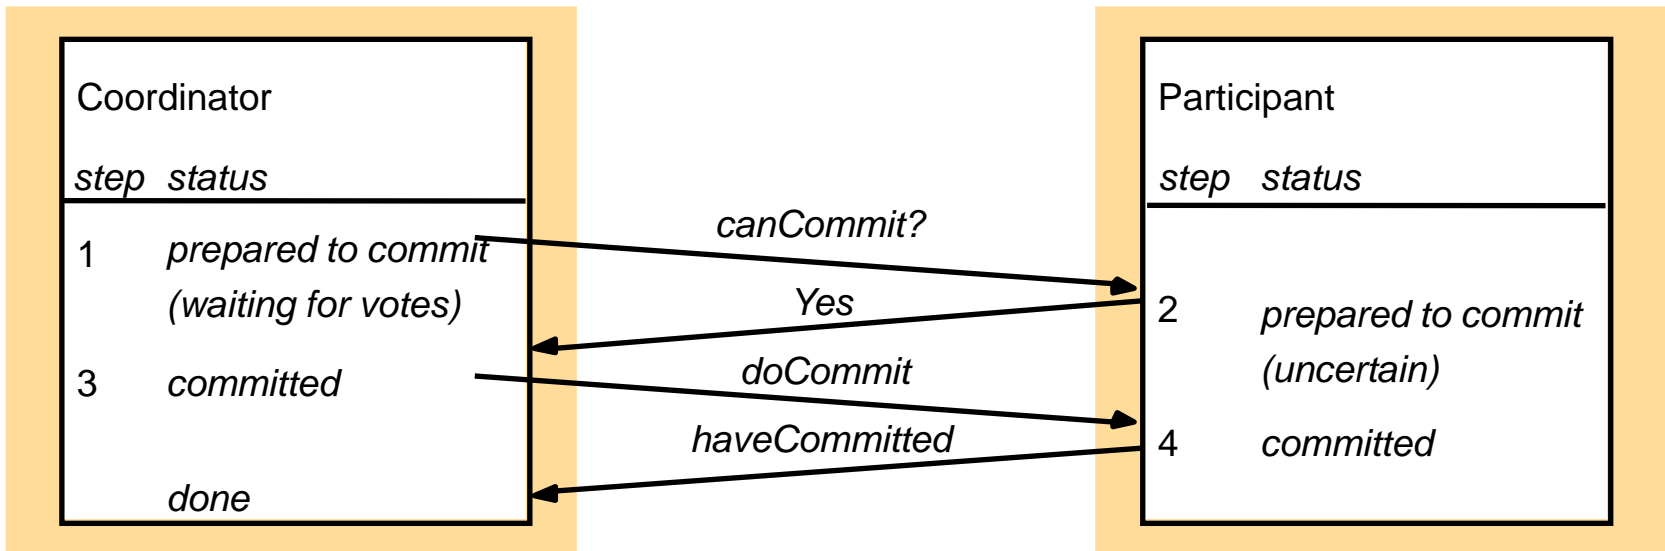 Coordinator
step status
1 prepared to commit
(waiting for votes)
3 committed
done
canCommit?
Yes
doCommit
haveCommitted
Participant
step status
2 prepared to commit
(uncertain)
4 committed